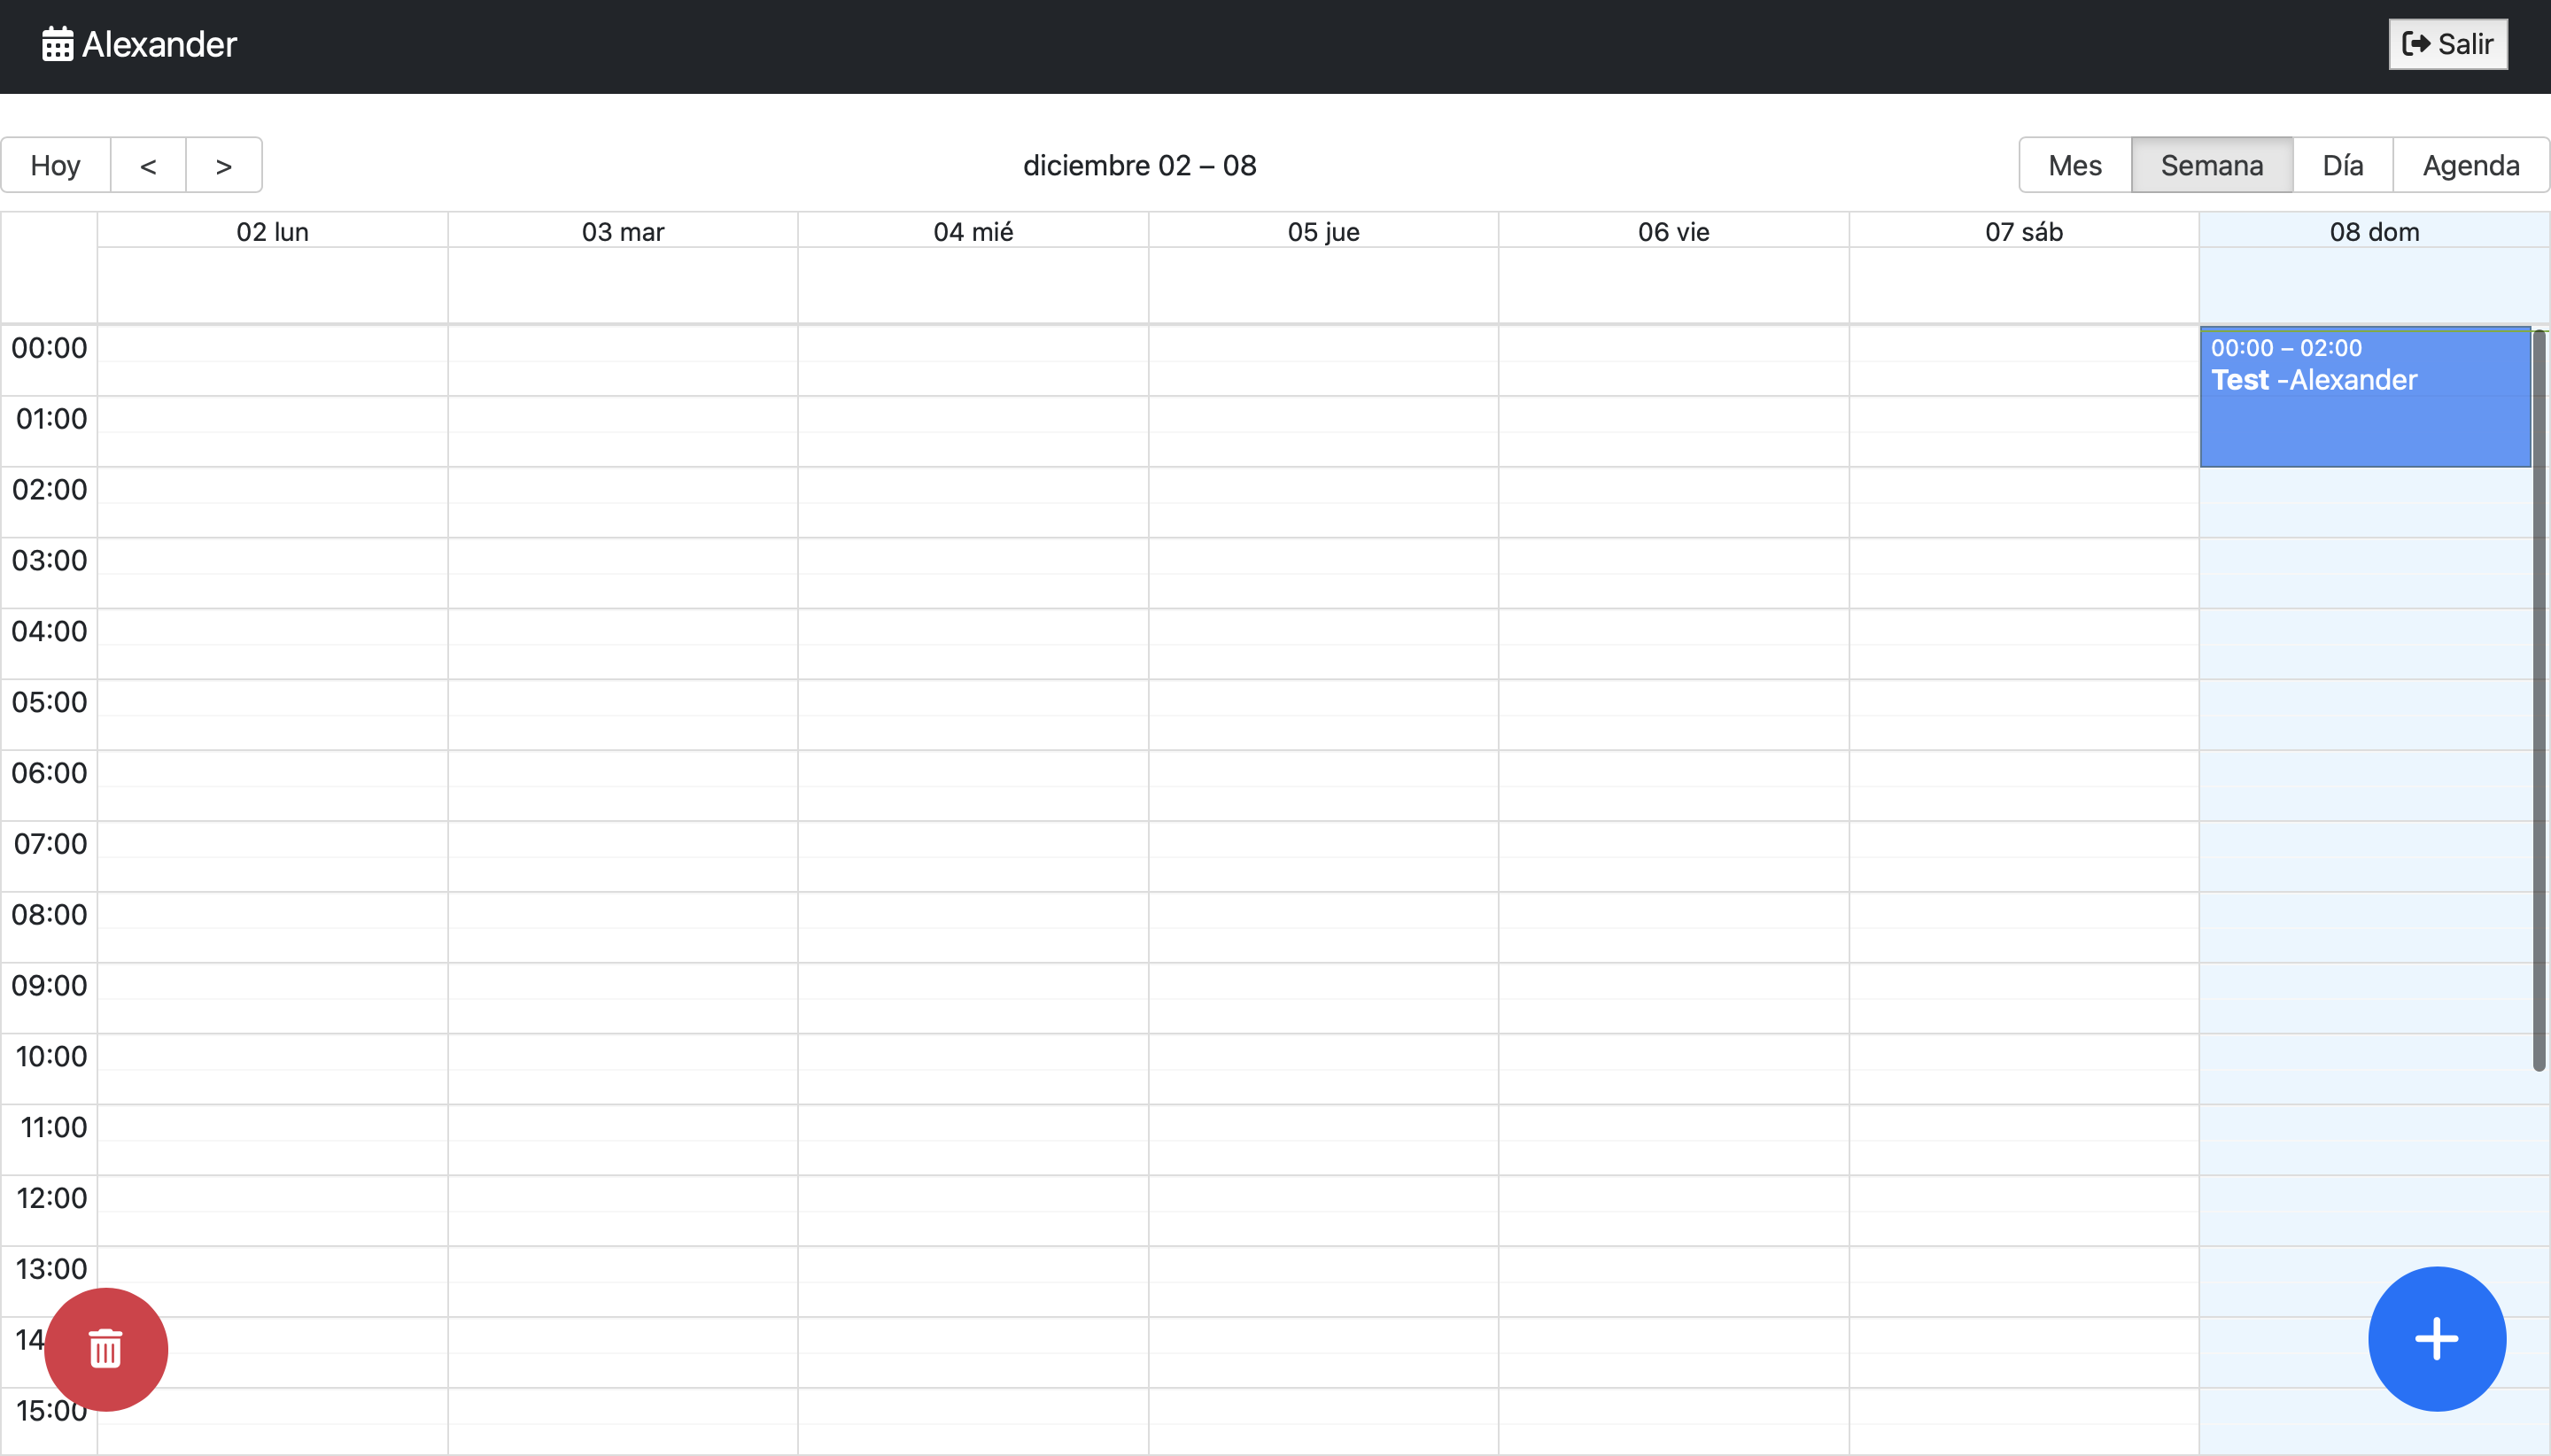 Alexander
Salir
Hoy < >
diciembre 02 – 08
Mes Semana Día Agenda
02 lun 03 mar 04 mié 05 jue 06 vie 07 sáb 08 dom
00:00
00:00 – 02:00
Test -Alexander
01:00
02:00
03:00
04:00
05:00
06:00
07:00
08:00
09:00
10:00
11:00
12:00
13:00
14
15:00